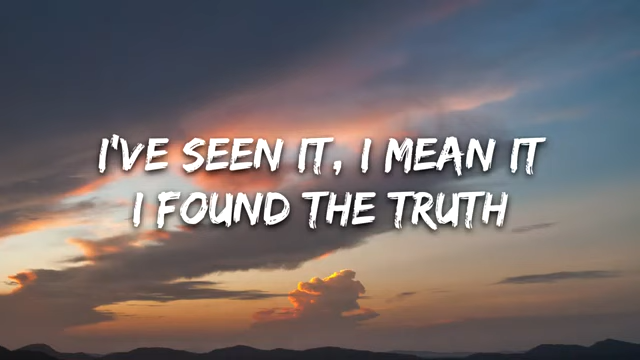 I'VE SEEN IT, I MEAN IT
I FOUND THE TRUTH